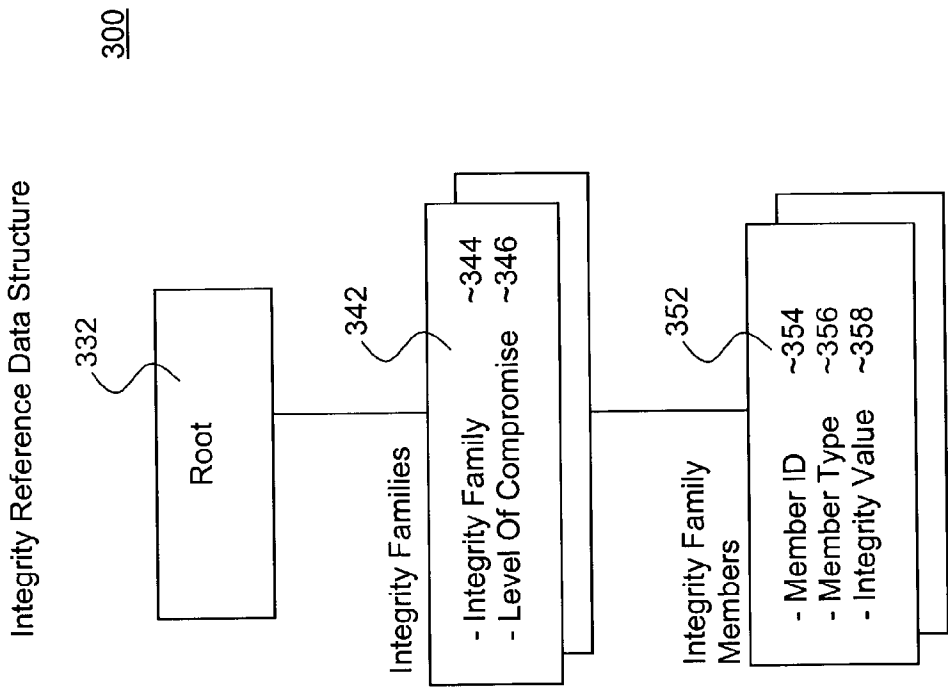 Integrity Reference Data Structure
300
332
Root
Integrity Families
342
- Integrity Family ~344
- Level Of Compromise ~346
Integrity Family
Members
352
- Member ID ~354
- Member Type ~356
- Integrity Value ~358